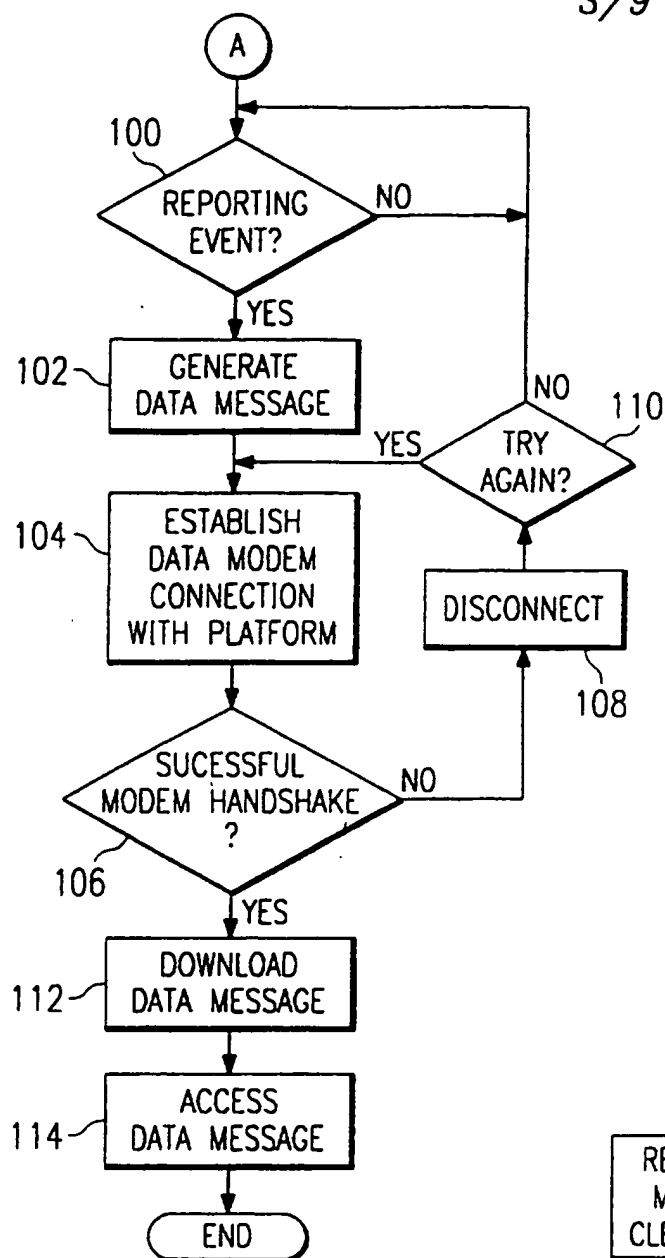 3/9
A
100
REPORTING
EVENT?
NO
YES
102
GENERATE
DATA MESSAGE
NO
110
YES
TRY
AGAIN?
104
ESTABLISH
DATA MODEM
CONNECTION
WITH PLATFORM
DISCONNECT
108
SUCESSFUL
MODEM HANDSHAKE
?
NO
106
YES
112
DOWNLOAD
DATA MESSAGE
114
ACCESS
DATA MESSAGE
END